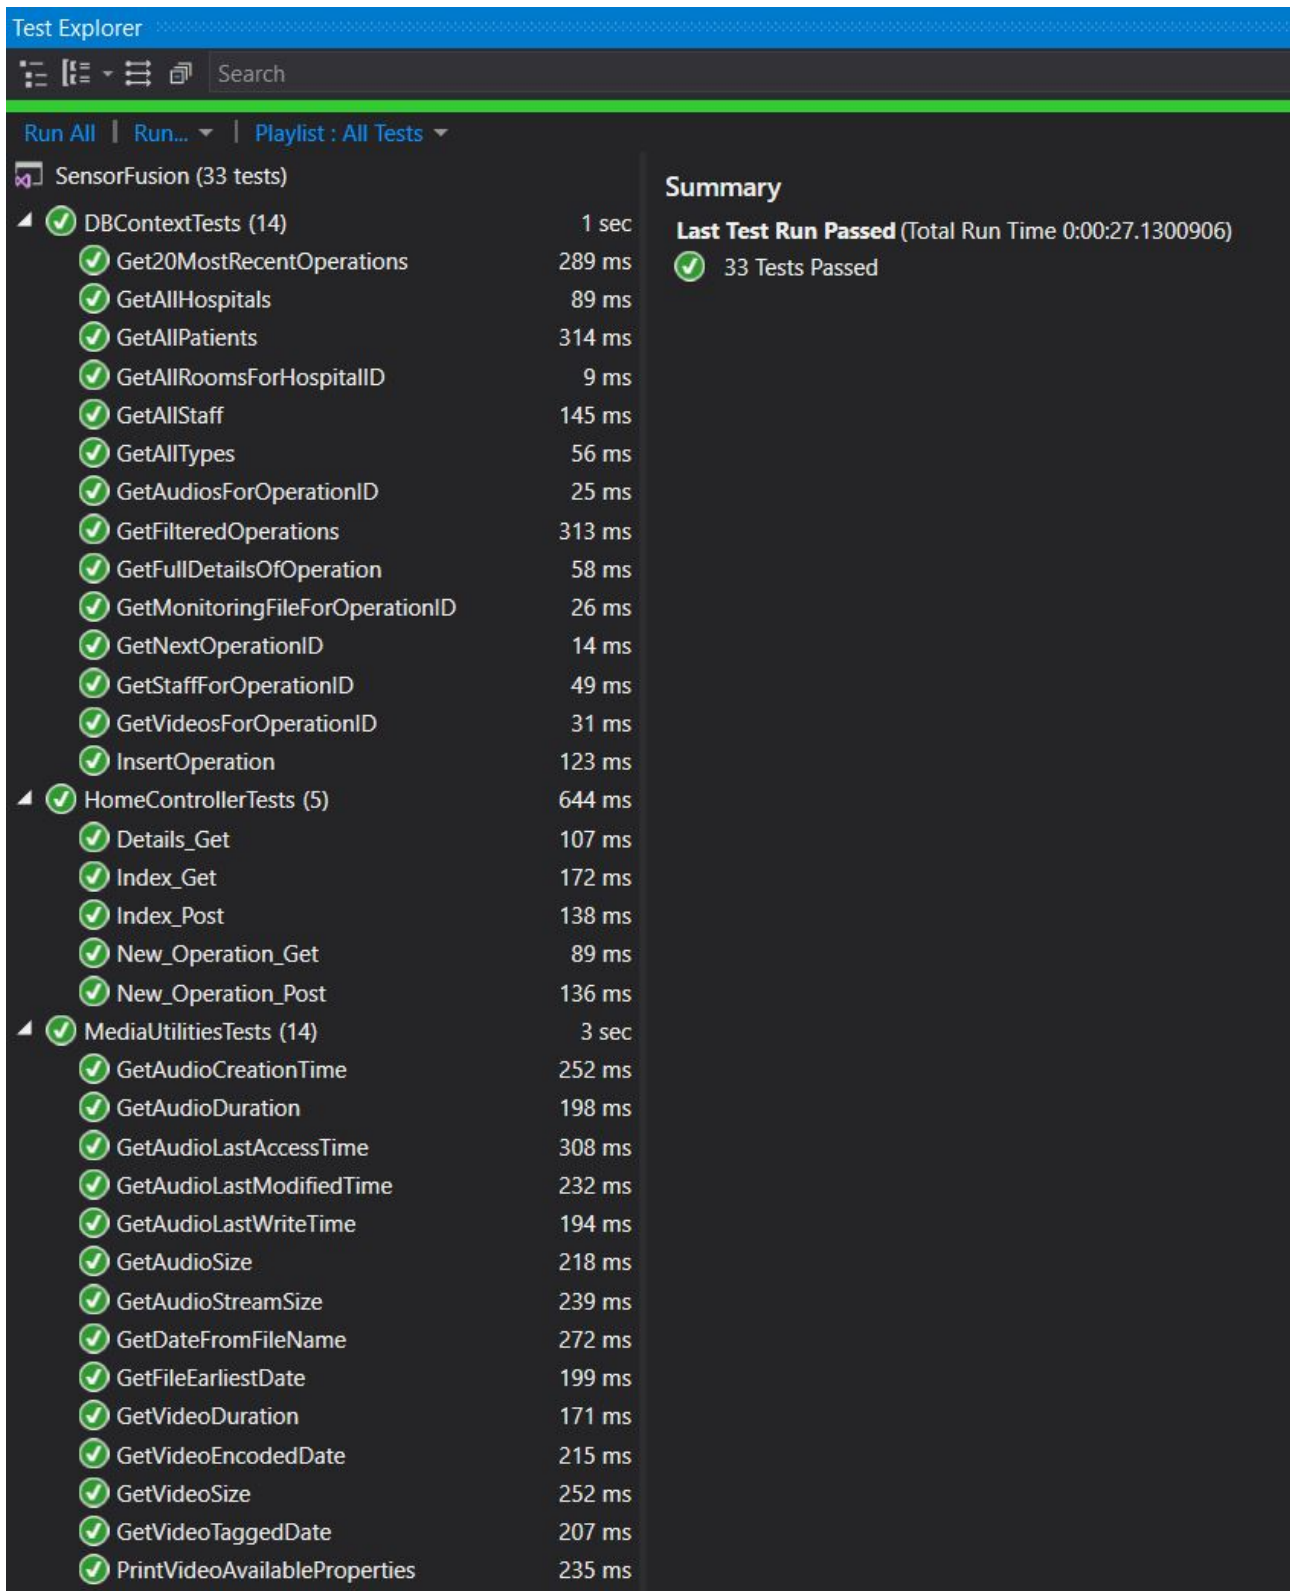 Test Explorer
Search
Run All | Run... | Playlist : All Tests
SensorFusion (33 tests)
DBContextTests (14) 1 sec
Get20MostRecentOperations 289 ms
GetAllHospitals 89 ms
GetAllPatients 314 ms
GetAllRoomsForHospitalID 9 ms
GetAllStaff 145 ms
GetAllTypes 56 ms
GetAudiosForOperationID 25 ms
GetFilteredOperations 313 ms
GetFullDetailsOfOperation 58 ms
GetMonitoringFileForOperationID 26 ms
GetNextOperationID 14 ms
GetStaffForOperationID 49 ms
GetVideosForOperationID 31 ms
InsertOperation 123 ms
HomeControllerTests (5) 644 ms
Details_Get 107 ms
Index_Get 172 ms
Index_Post 138 ms
New_Operation_Get 89 ms
New_Operation_Post 136 ms
MediaUtilitiesTests (14) 3 sec
GetAudioCreationTime 252 ms
GetAudioDuration 198 ms
GetAudioLastAccessTime 308 ms
GetAudioLastModifiedTime 232 ms
GetAudioLastWriteTime 194 ms
GetAudioSize 218 ms
GetAudioStreamSize 239 ms
GetDateFromFileName 272 ms
GetFileEarliestDate 199 ms
GetVideoDuration 171 ms
GetVideoEncodedDate 215 ms
GetVideoSize 252 ms
GetVideoTaggedDate 207 ms
PrintVideoAvailableProperties 235 ms
Summary
Last Test Run Passed (Total Run Time 0:00:27.1300906)
33 Tests Passed